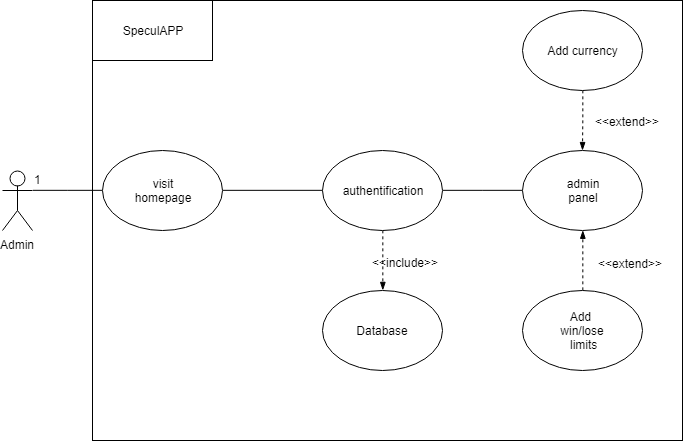 SpeculAPP
Add currency
<<extend>>
1
visit
homepage
authentification
admin
panel
Admin
<<include>>
<<extend>>
Database
Add
win/lose
limits